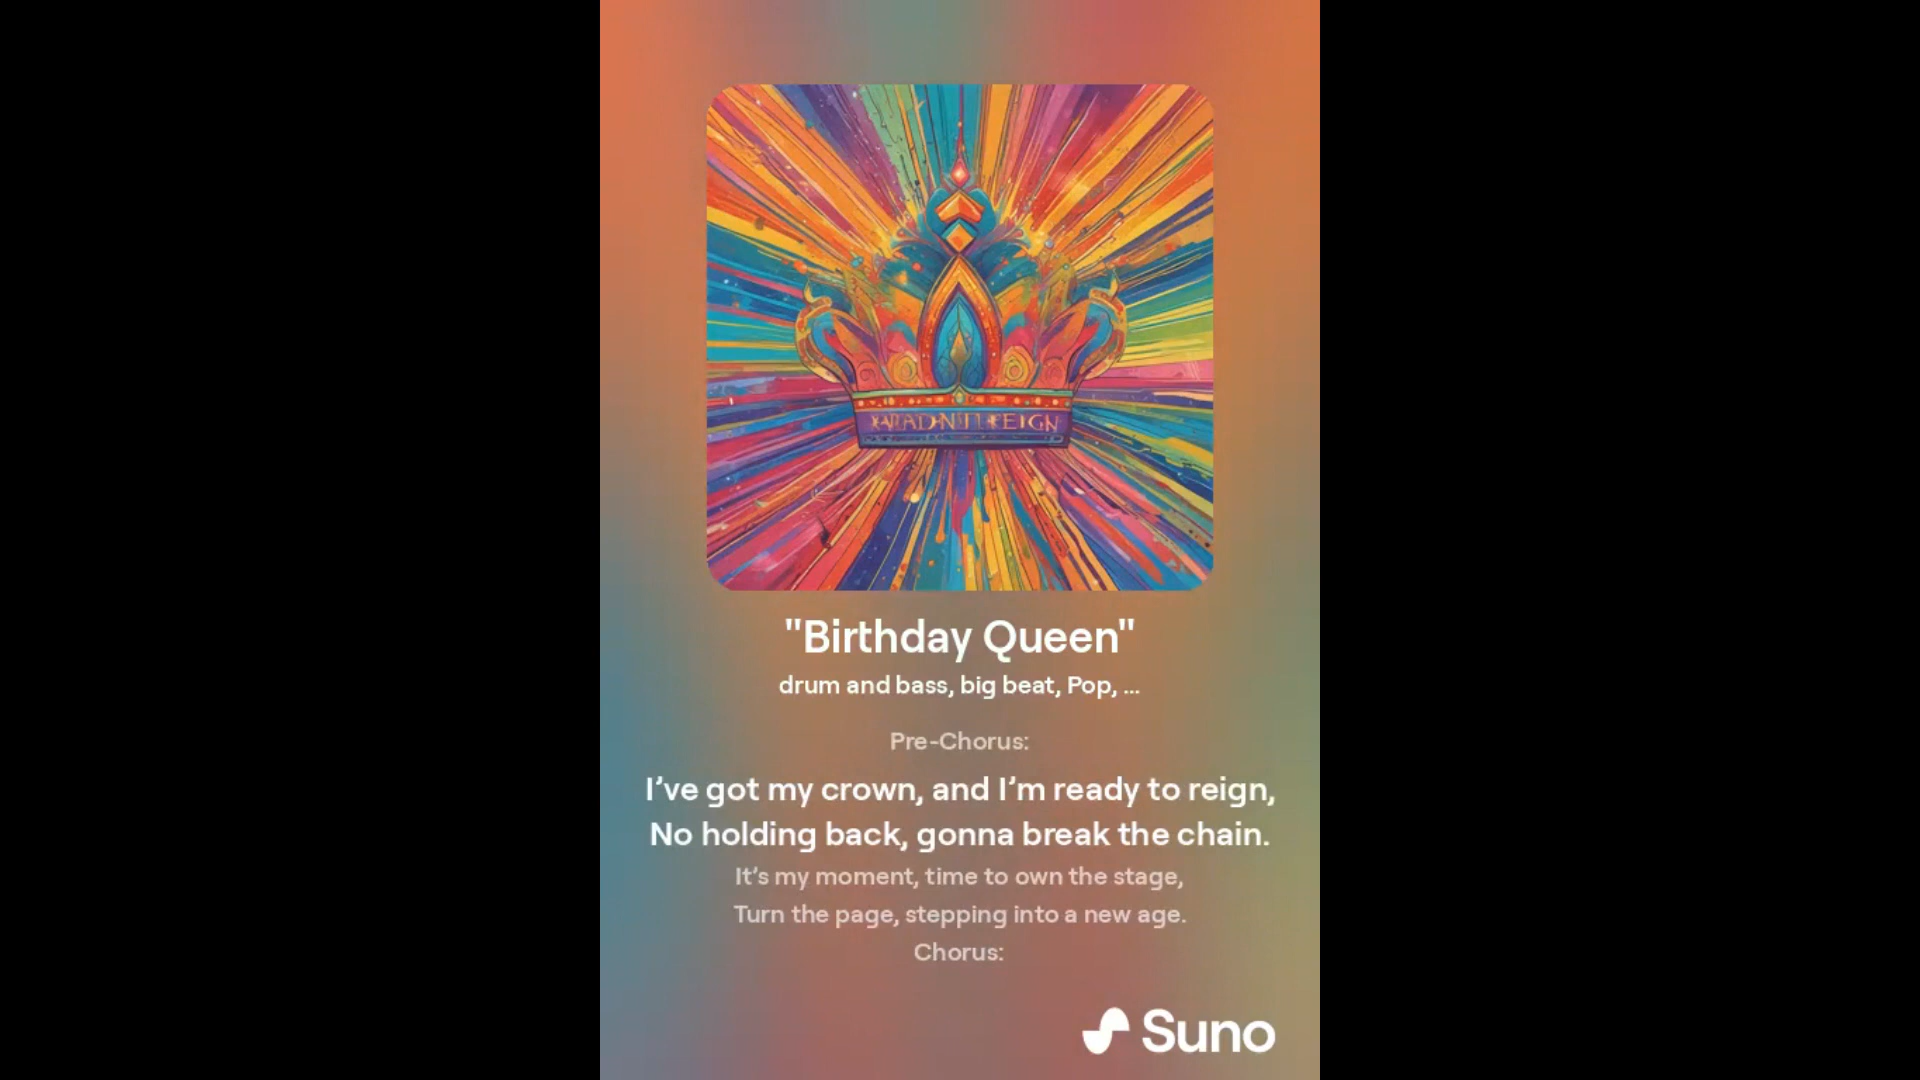 "Birthday Queen"
drum and bass, big beat, Pop, ...
Pre-Chorus:
I’ve got my crown, and I’m ready to reign,
No holding back, gonna break the chain.
It’s my moment, time to own the stage,
Turn the page, stepping into a new age.
Chorus:
Suno